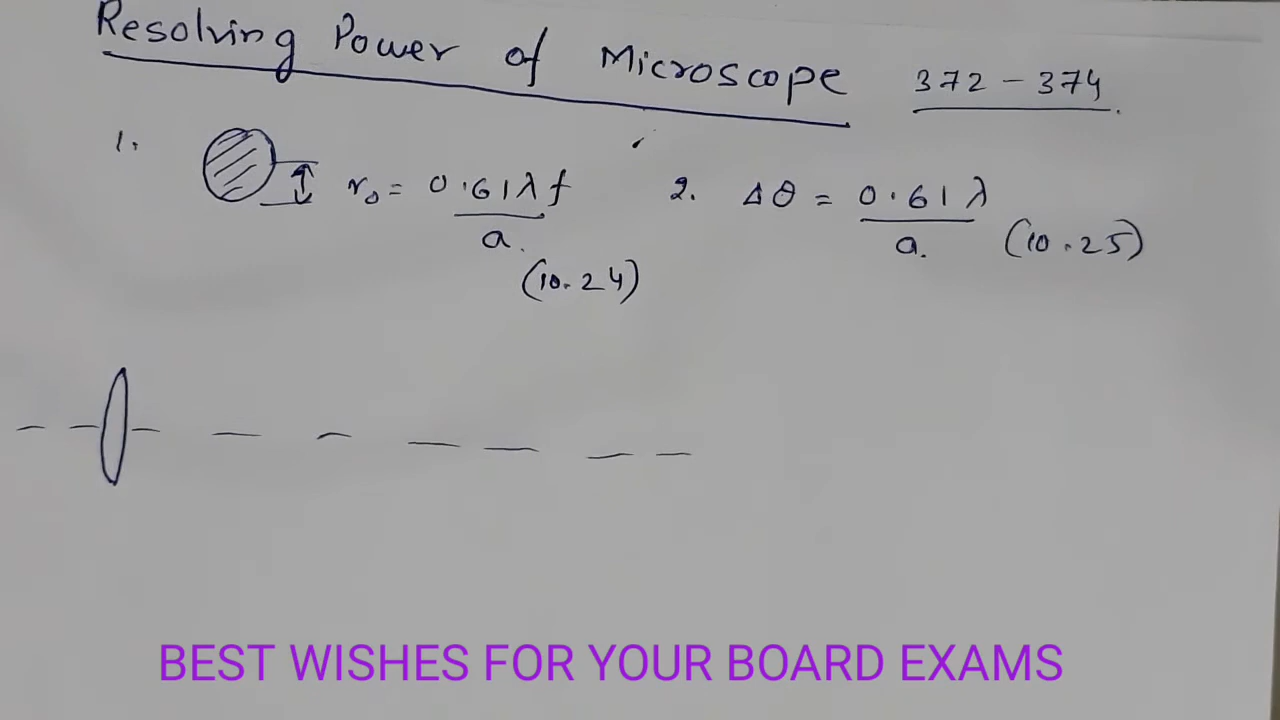 Resolving Power of Microscope 372 - 374
1. r₀ = 0.61λf / a. (10.24)
2. Δθ = 0.61λ / a. (10.25)
BEST WISHES FOR YOUR BOARD EXAMS